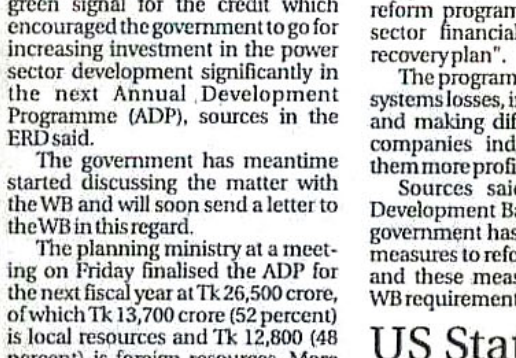 green signal for the credit which
encouraged the government to go for
increasing investment in the power
sector development significantly in
the next Annual Development
Programme (ADP), sources in the
ERD said.
The government has meantime
started discussing the matter with
the WB and will soon send a letter to
the WB in this regard.
The planning ministry at a meet-
ing on Friday finalised the ADP for
the next fiscal year at Tk 26,500 crore,
of which Tk 13,700 crore (52 percent)
is local resources and Tk 12,800 (48
percent) is foreign resources. More
reform program
sector financial
recovery plan".
The program
systems losses, i
and making dif
companies ind
them more profi
Sources sai
Development Ba
government has
measures to refo
and these meas
WB requirement
US Sta